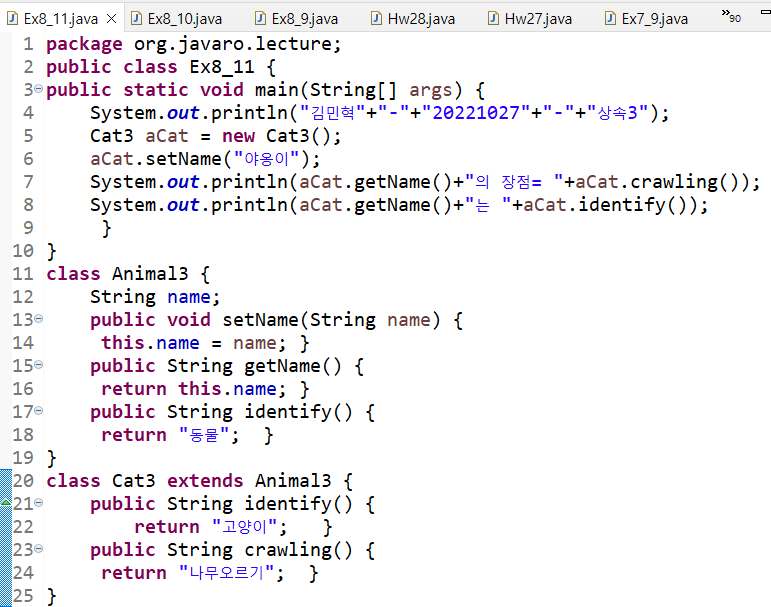 Ex8_11.java Ex8_10.java Ex8_9.java Hw28.java Hw27.java Ex7_9.java »90
1 package org.javaro.lecture;
2 public class Ex8_11 {
3 public static void main(String[] args) {
4 System.out.println("김민혁"+"-"+"20221027"+"-"+"상속3");
5 Cat3 aCat = new Cat3();
6 aCat.setName("야옹이");
7 System.out.println(aCat.getName()+"의 장점= "+aCat.crawling());
8 System.out.println(aCat.getName()+"는 "+aCat.identify());
9 }
10 }
11 class Animal3 {
12 String name;
13 public void setName(String name) {
14 this.name = name; }
15 public String getName() {
16 return this.name; }
17 public String identify() {
18 return "동물"; }
19 }
20 class Cat3 extends Animal3 {
21 public String identify() {
22 return "고양이"; }
23 public String crawling() {
24 return "나무오르기"; }
25 }